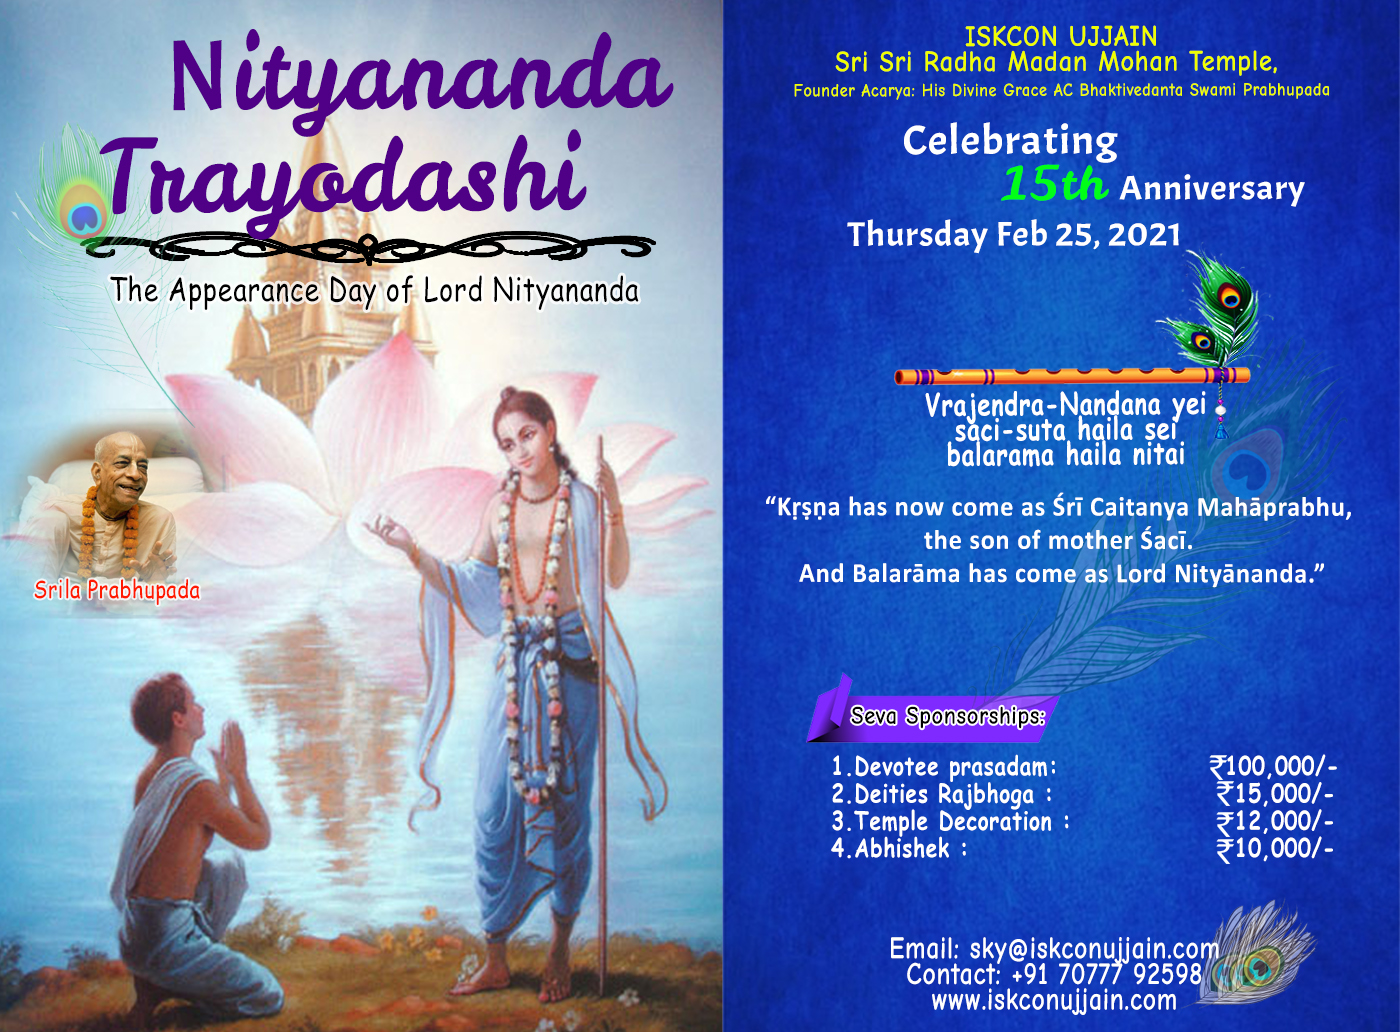 Nityananda
Trayodashi
The Appearance Day of Lord Nityananda
Srila Prabhupada
ISKCON UJJAIN
Sri Sri Radha Madan Mohan Temple,
Founder Acarya: His Divine Grace AC Bhaktivedanta Swami Prabhupada
Celebrating
15th Anniversary
Thursday Feb 25, 2021
Vrajendra-Nandana yei
saci-suta haila sei
balarama haila nitai
“Kṛṣṇa has now come as Śrī Caitanya Mahāprabhu,
the son of mother Śacī.
And Balarāma has come as Lord Nityānanda.”
Seva Sponsorships:
1.Devotee prasadam: ₹100,000/-
2.Deities Rajbhoga : ₹15,000/-
3.Temple Decoration : ₹12,000/-
4.Abhishek : ₹10,000/-
Email: sky@iskconujjain.com
Contact: +91 70777 92598
www.iskconujjain.com